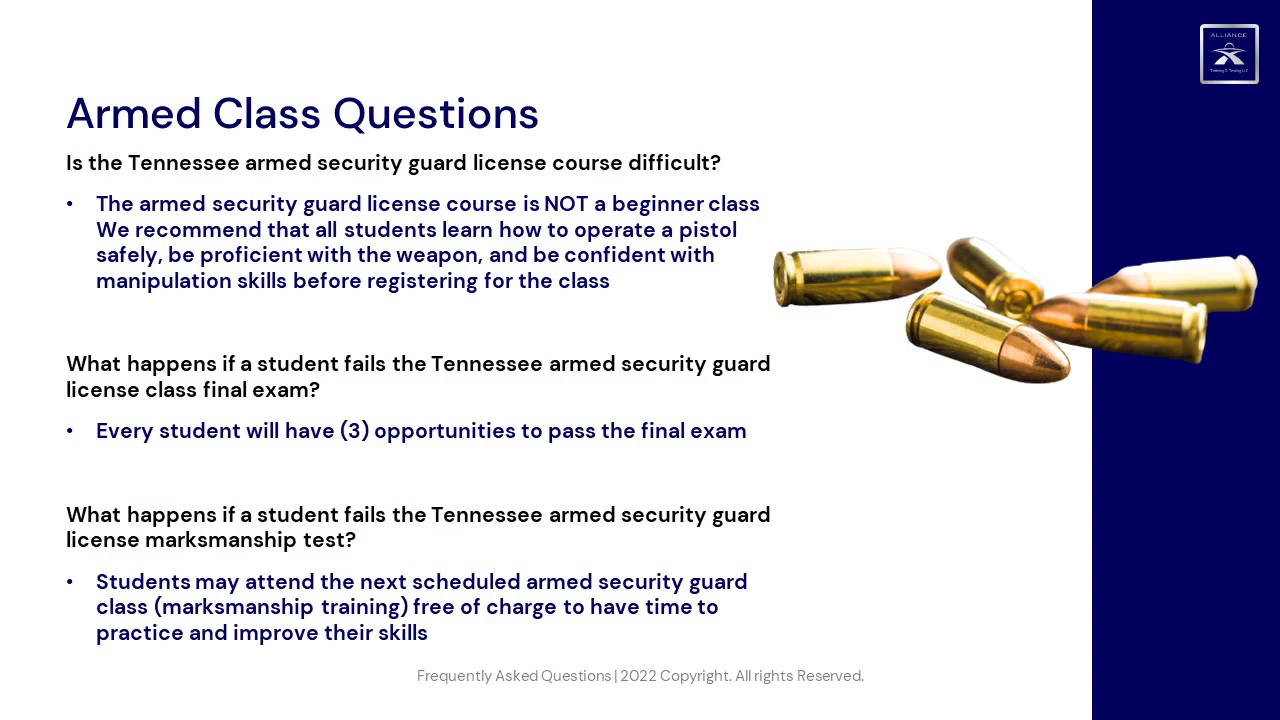 ALLIANCE
Training & Testing LLC
Armed Class Questions
Is the Tennessee armed security guard license course difficult?
• The armed security guard license course is NOT a beginner class
We recommend that all students learn how to operate a pistol
safely, be proficient with the weapon, and be confident with
manipulation skills before registering for the class
What happens if a student fails the Tennessee armed security guard
license class final exam?
• Every student will have (3) opportunities to pass the final exam
What happens if a student fails the Tennessee armed security guard
license marksmanship test?
• Students may attend the next scheduled armed security guard
class (marksmanship training) free of charge to have time to
practice and improve their skills
Frequently Asked Questions | 2022 Copyright. All rights Reserved.